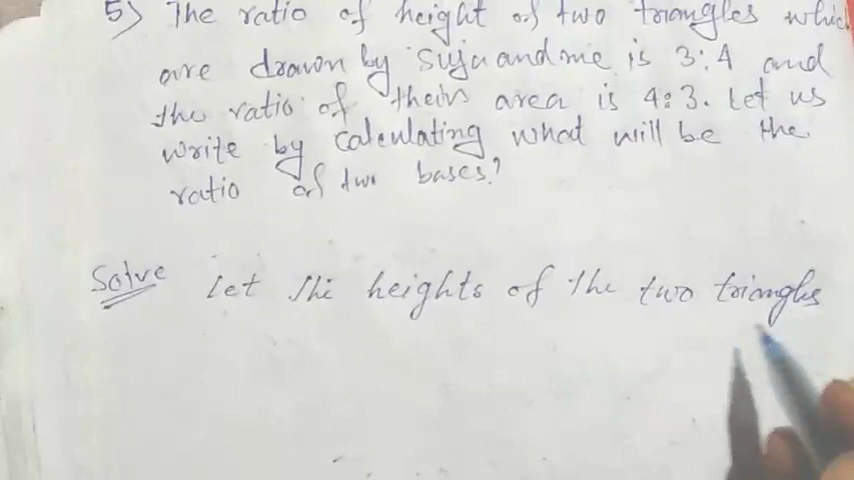 5) The ratio of height of two triangles which
are drawn by Suju and me is 3:4 and
the ratio of their area is 4:3. Let us
write by calculating what will be the
ratio of two bases?
Solve Let the heights of the two triangles